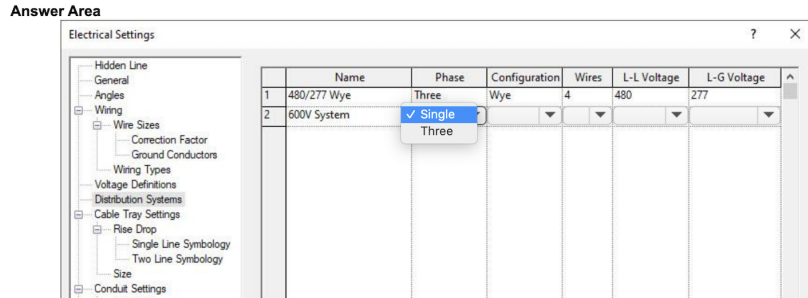 Answer Area
Electrical Settings ? ×
Hidden Line
General
Angles
Wiring
Wire Sizes
Correction Factor
Ground Conductors
Wiring Types
Voltage Definitions
Distribution Systems
Cable Tray Settings
Rise Drop
Single Line Symbology
Two Line Symbology
Size
Conduit Settings
Name Phase Configuration Wires L-L Voltage L-G Voltage
1 480/277 Wye Three Wye 4 480 277
2 600V System ✓ Single
Three